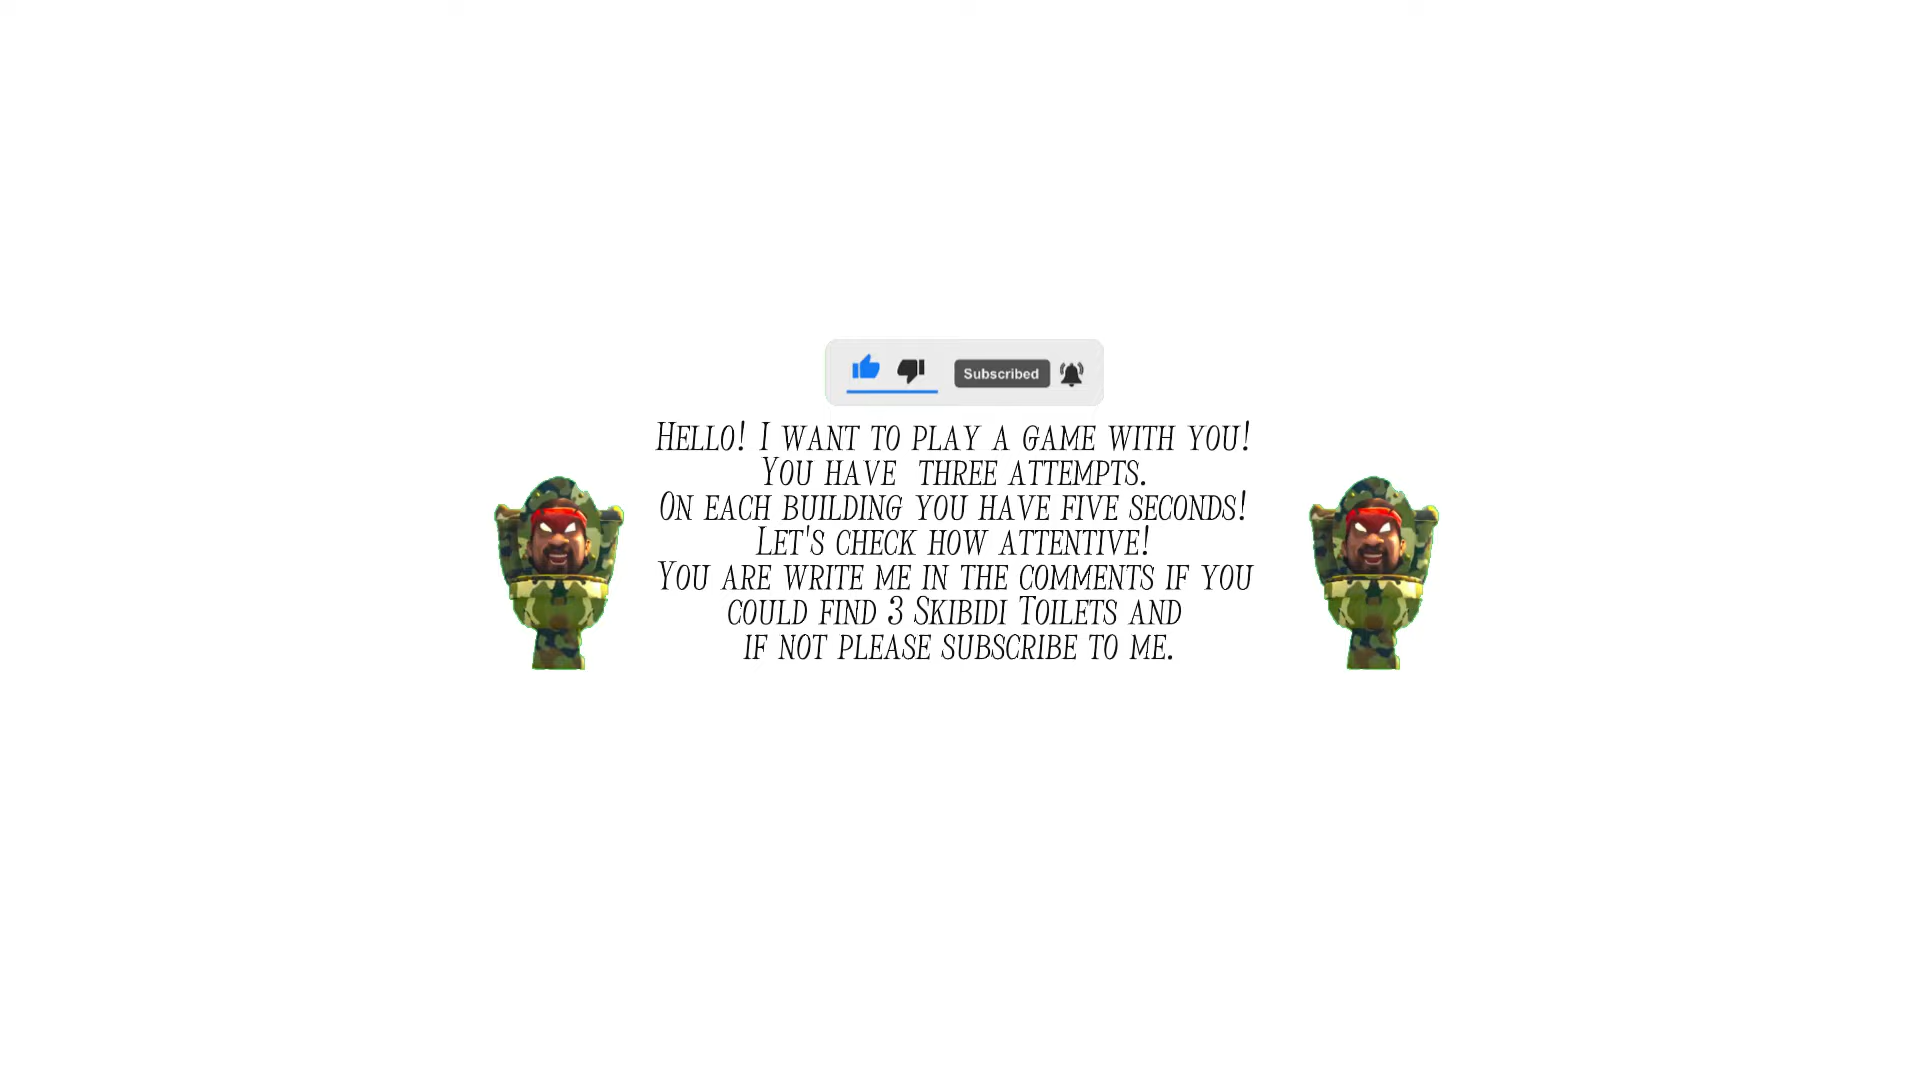 Subscribed
Hello! I want to play a game with you!
You have three attempts.
On each building you have five seconds!
Let's check how attentive!
You are write me in the comments if you
could find 3 Skibidi Toilets and
if not please subscribe to me.